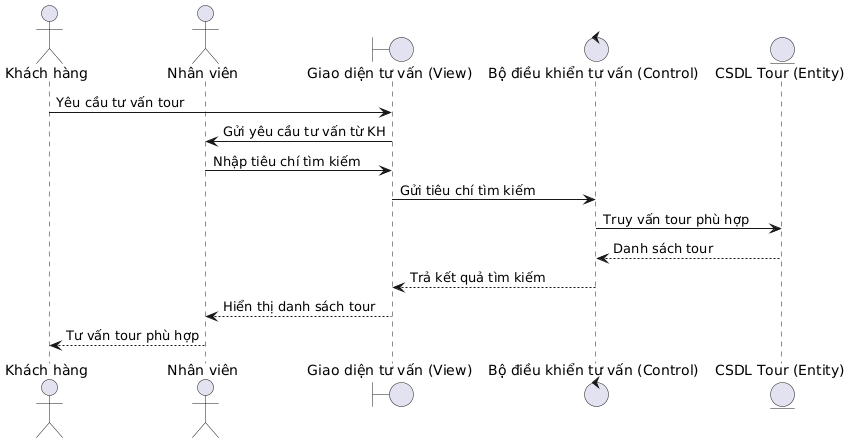 Khách hàng Nhân viên Giao diện tư vấn (View) Bộ điều khiển tư vấn (Control) CSDL Tour (Entity)
Yêu cầu tư vấn tour
Gửi yêu cầu tư vấn từ KH
Nhập tiêu chí tìm kiếm
Gửi tiêu chí tìm kiếm
Truy vấn tour phù hợp
Danh sách tour
Trả kết quả tìm kiếm
Hiển thị danh sách tour
Tư vấn tour phù hợp
Khách hàng Nhân viên Giao diện tư vấn (View) Bộ điều khiển tư vấn (Control) CSDL Tour (Entity)